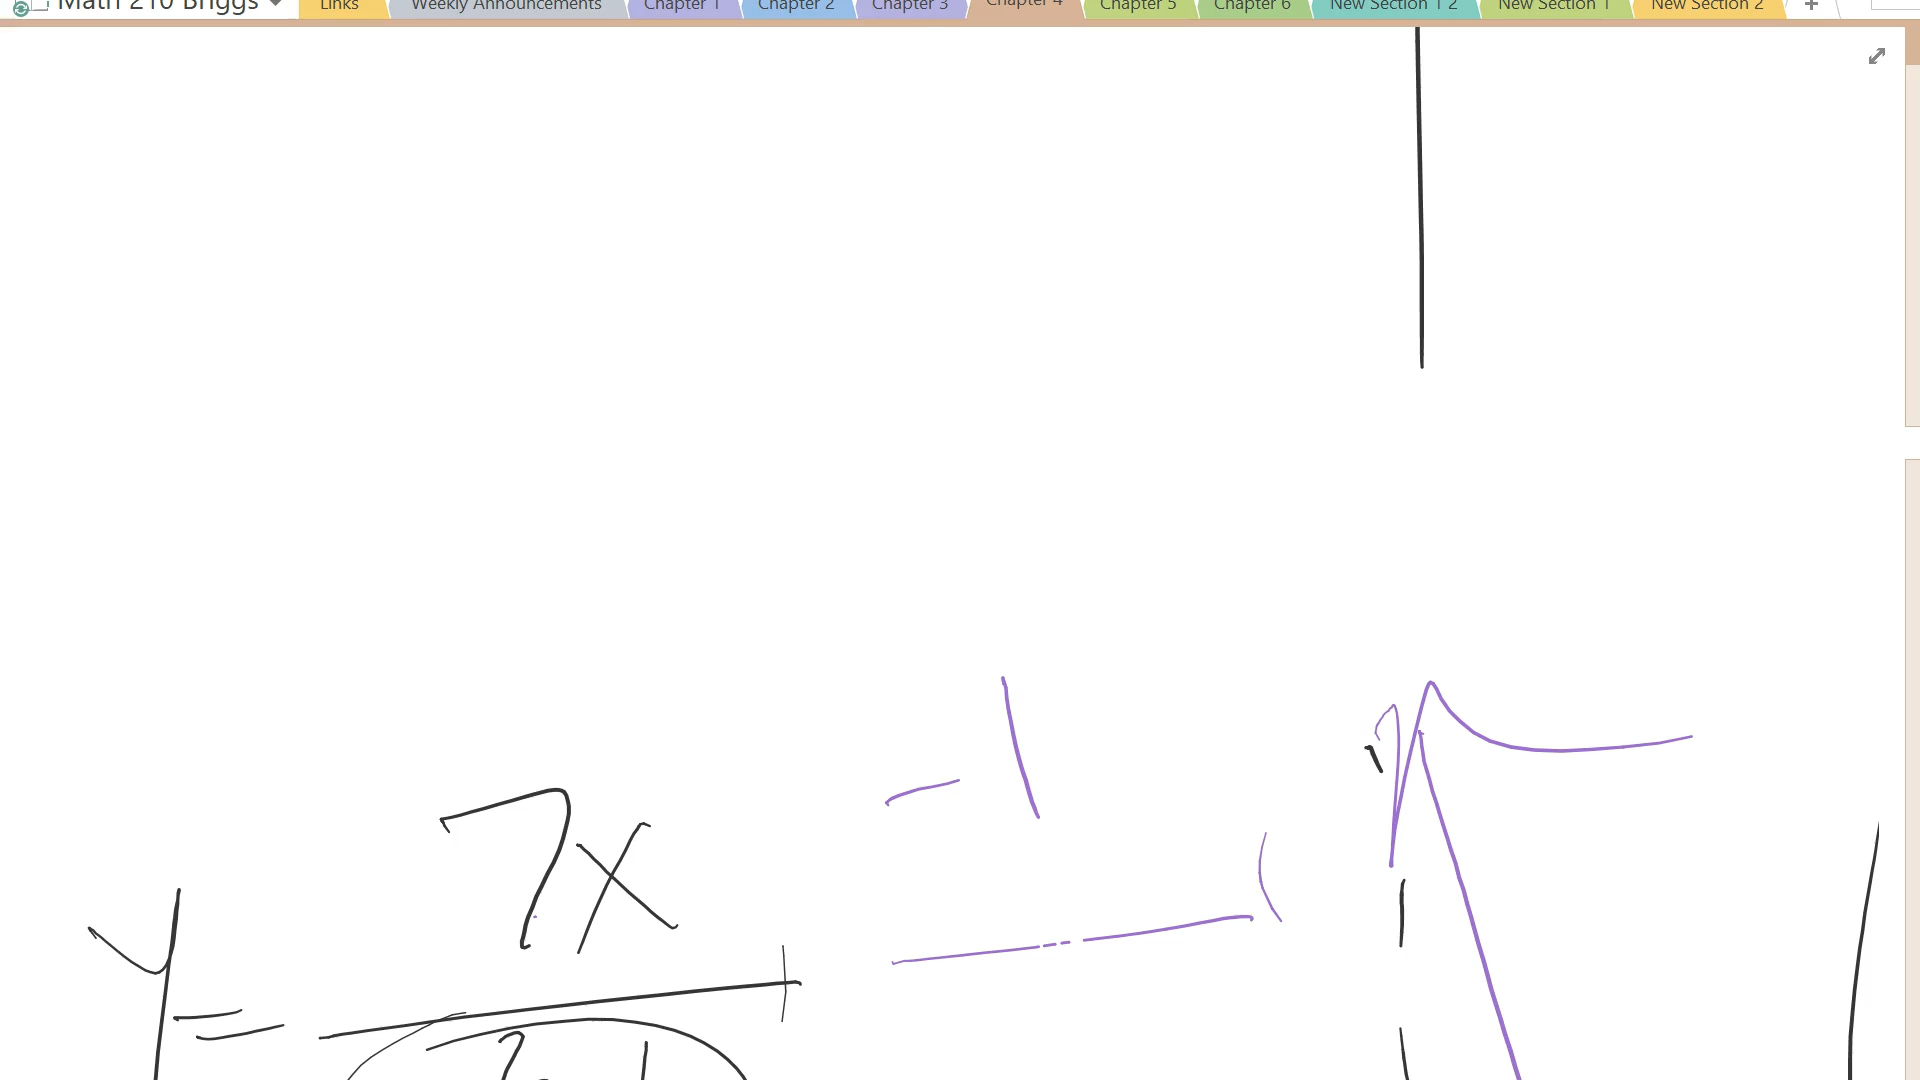 Math 210 Briggs
Links
Weekly Announcements
Chapter 1
Chapter 2
Chapter 3
Chapter 4
Chapter 5
Chapter 6
New Section 1 2
New Section 1
New Section 2
+
- 1
7x
y =